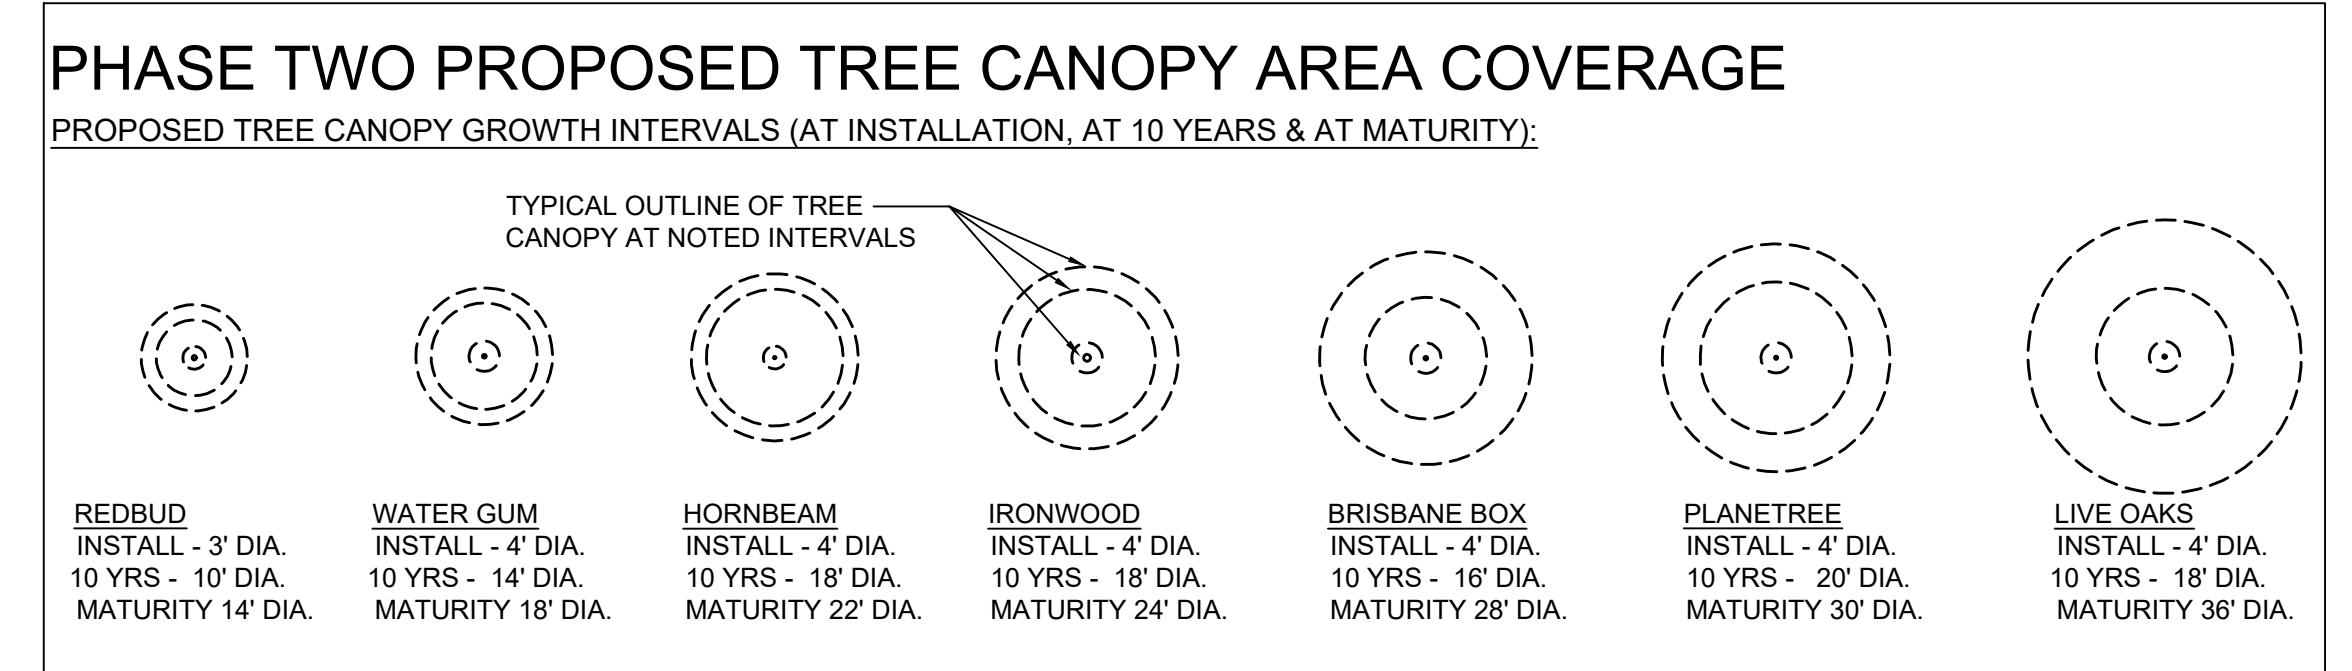 PHASE TWO PROPOSED TREE CANOPY AREA COVERAGE
PROPOSED TREE CANOPY GROWTH INTERVALS (AT INSTALLATION, AT 10 YEARS & AT MATURITY):
TYPICAL OUTLINE OF TREE
CANOPY AT NOTED INTERVALS
REDBUD
INSTALL - 3' DIA.
10 YRS - 10' DIA.
MATURITY 14' DIA.
WATER GUM
INSTALL - 4' DIA.
10 YRS - 14' DIA.
MATURITY 18' DIA.
HORNBEAM
INSTALL - 4' DIA.
10 YRS - 18' DIA.
MATURITY 22' DIA.
IRONWOOD
INSTALL - 4' DIA.
10 YRS - 18' DIA.
MATURITY 24' DIA.
BRISBANE BOX
INSTALL - 4' DIA.
10 YRS - 16' DIA.
MATURITY 28' DIA.
PLANETREE
INSTALL - 4' DIA.
10 YRS - 20' DIA.
MATURITY 30' DIA.
LIVE OAKS
INSTALL - 4' DIA.
10 YRS - 18' DIA.
MATURITY 36' DIA.